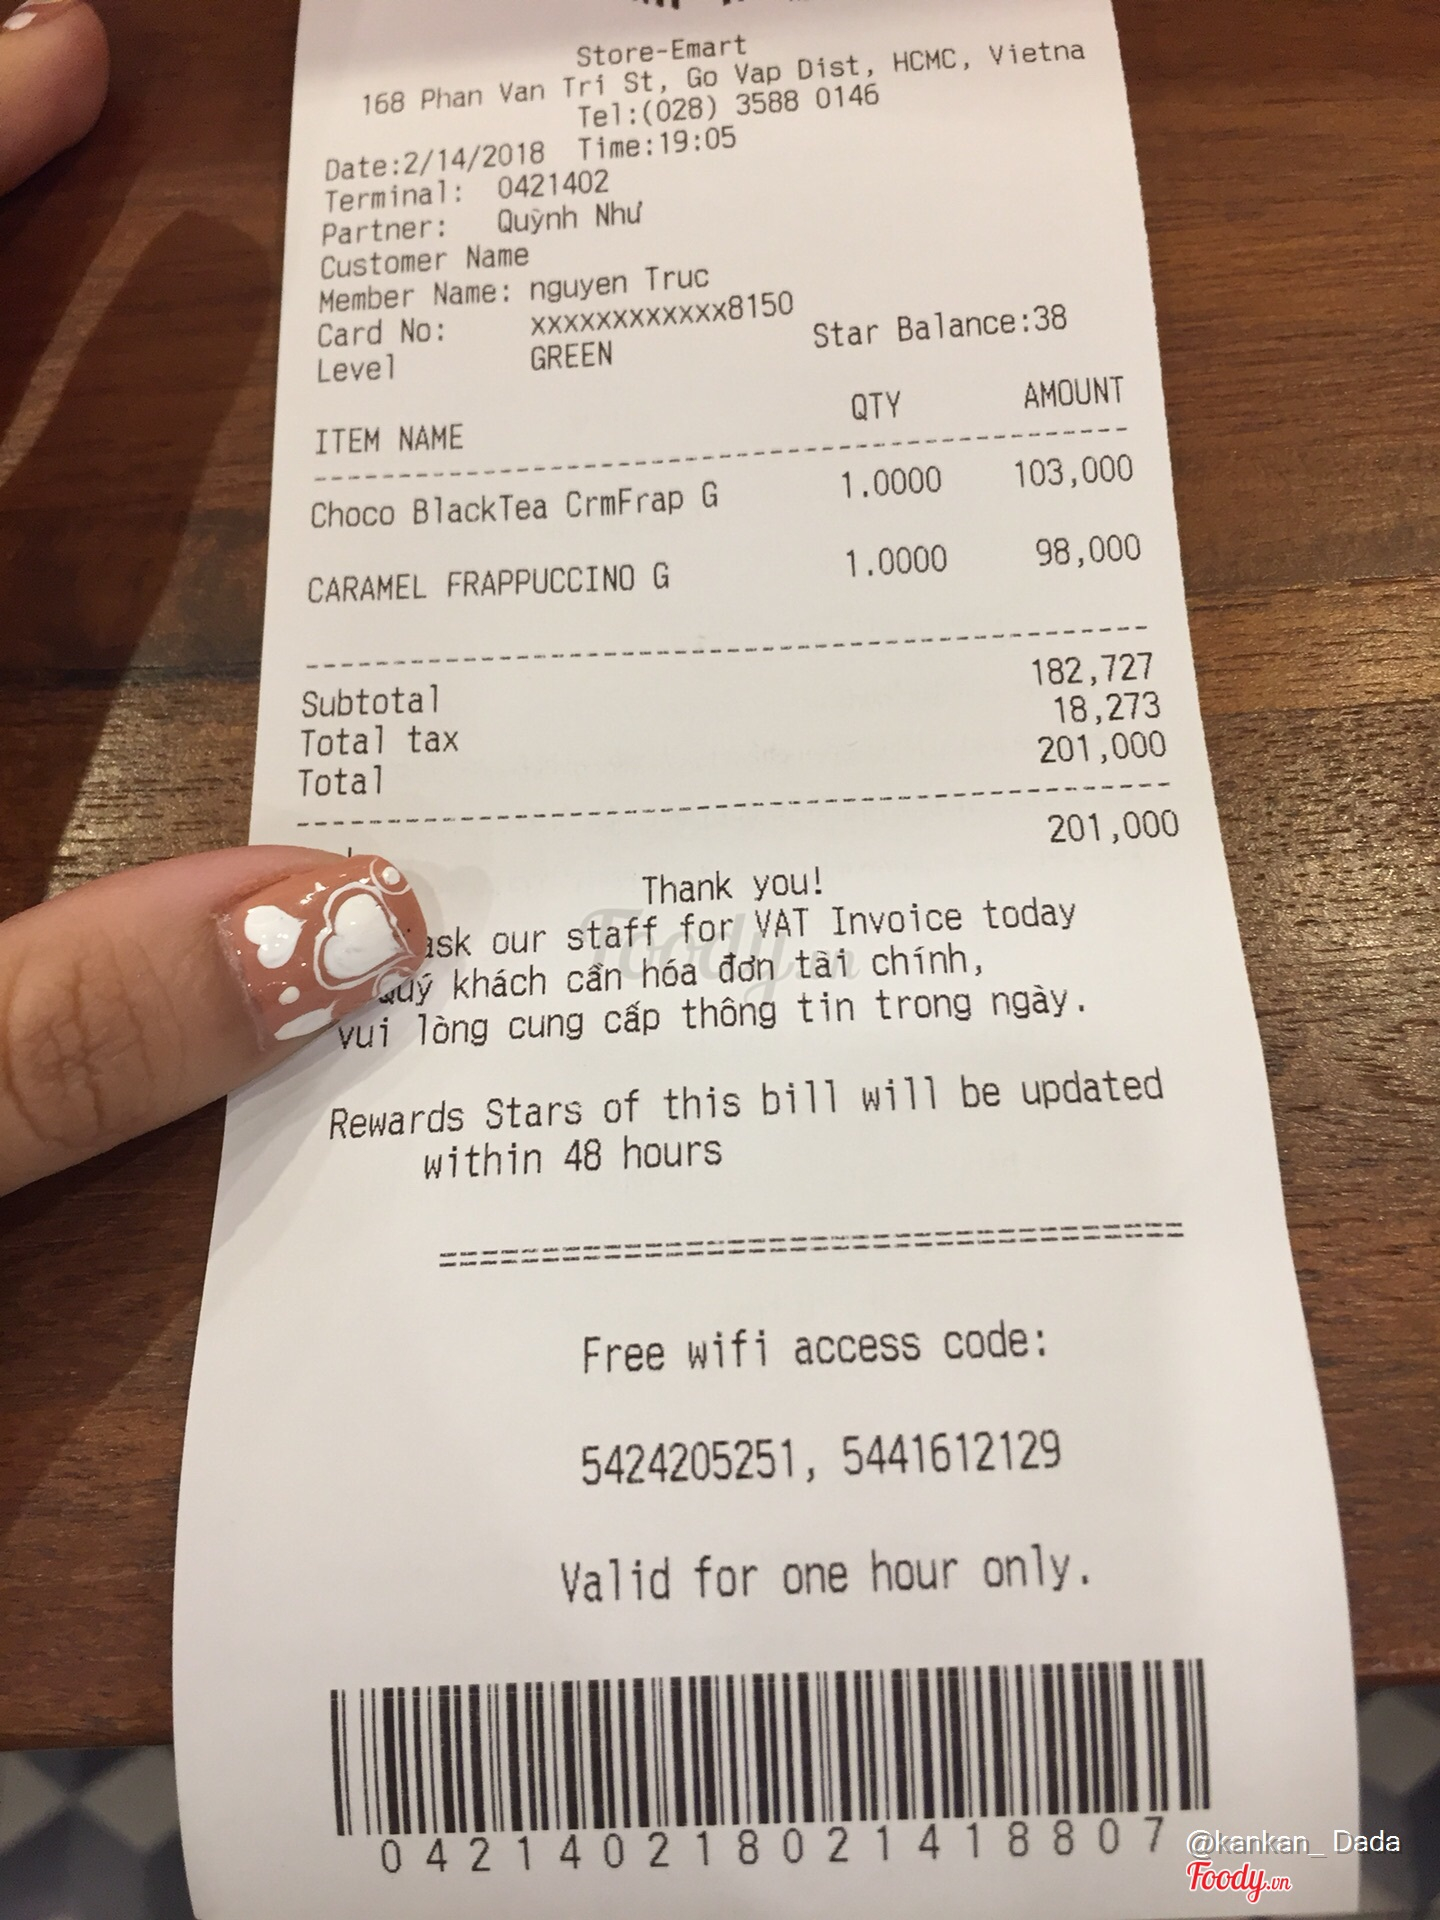 Store-Emart
168 Phan Van Tri St, Go Vap Dist, HCMC, Vietna
Tel:(028) 3588 0146
Date:2/14/2018 Time:19:05
Terminal: 0421402
Partner: Quỳnh Như
Customer Name
Member Name: nguyen Truc
Card No: xxxxxxxxxxxx8150
Level GREEN Star Balance:38
ITEM NAME QTY AMOUNT
Choco BlackTea CrmFrap G 1.0000 103,000
CARAMEL FRAPPUCCINO G 1.0000 98,000
Subtotal 182,727
Total tax 18,273
Total 201,000
201,000
Thank you!
ask our staff for VAT Invoice today
Quý khách cần hóa đơn tài chính,
vui lòng cung cấp thông tin trong ngày.
Rewards Stars of this bill will be updated
within 48 hours
Free wifi access code:
5424205251, 5441612129
Valid for one hour only.
042140218021418807
@kankan_ Dada
Foody.vn
Foody.vn